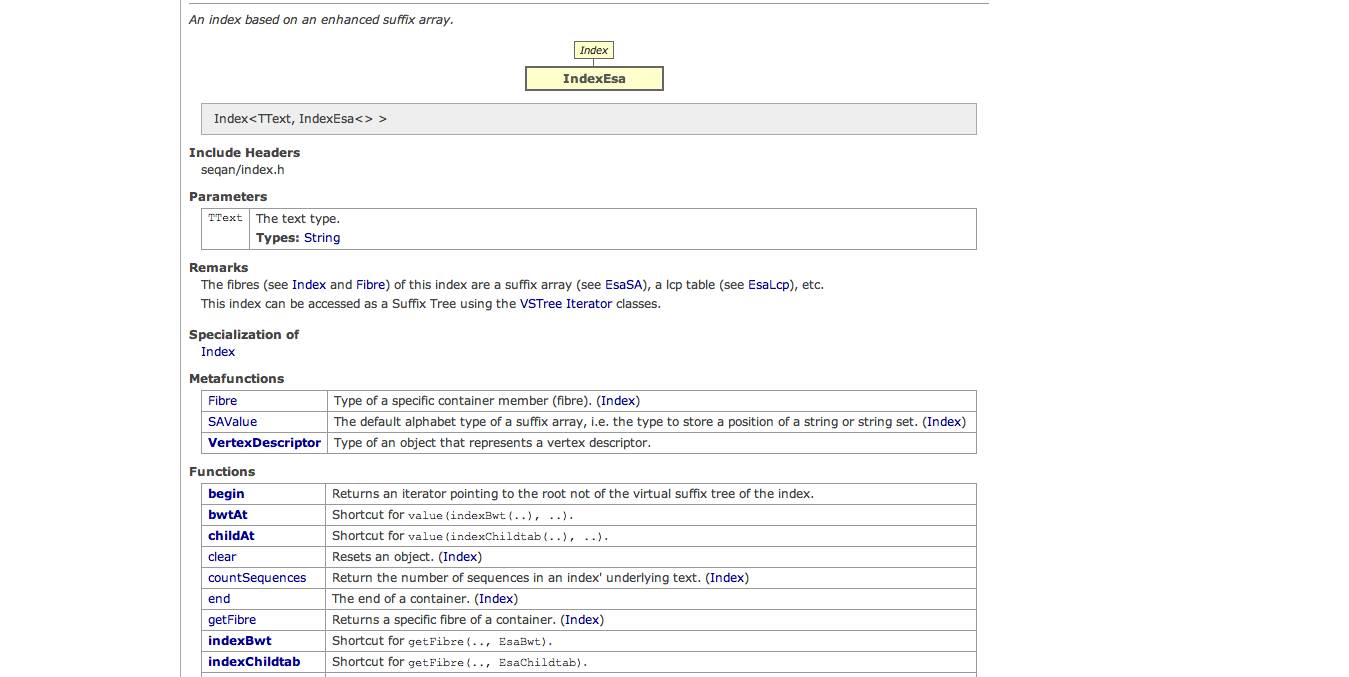 An index based on an enhanced suffix array.
Index
IndexEsa
Index<TText, IndexEsa<> >
Include Headers
seqan/index.h
Parameters
TText The text type.
Types: String
Remarks
The fibres (see Index and Fibre) of this index are a suffix array (see EsaSA), a lcp table (see EsaLcp), etc.
This index can be accessed as a Suffix Tree using the VSTree Iterator classes.
Specialization of
Index
Metafunctions
Fibre Type of a specific container member (fibre). (Index)
SAValue The default alphabet type of a suffix array, i.e. the type to store a position of a string or string set. (Index)
VertexDescriptor Type of an object that represents a vertex descriptor.
Functions
begin Returns an iterator pointing to the root not of the virtual suffix tree of the index.
bwtAt Shortcut for value(indexBwt(..), ..).
childAt Shortcut for value(indexChildtab(..), ..).
clear Resets an object. (Index)
countSequences Return the number of sequences in an index' underlying text. (Index)
end The end of a container. (Index)
getFibre Returns a specific fibre of a container. (Index)
indexBwt Shortcut for getFibre(.., EsaBwt).
indexChildtab Shortcut for getFibre(.., EsaChildtab).